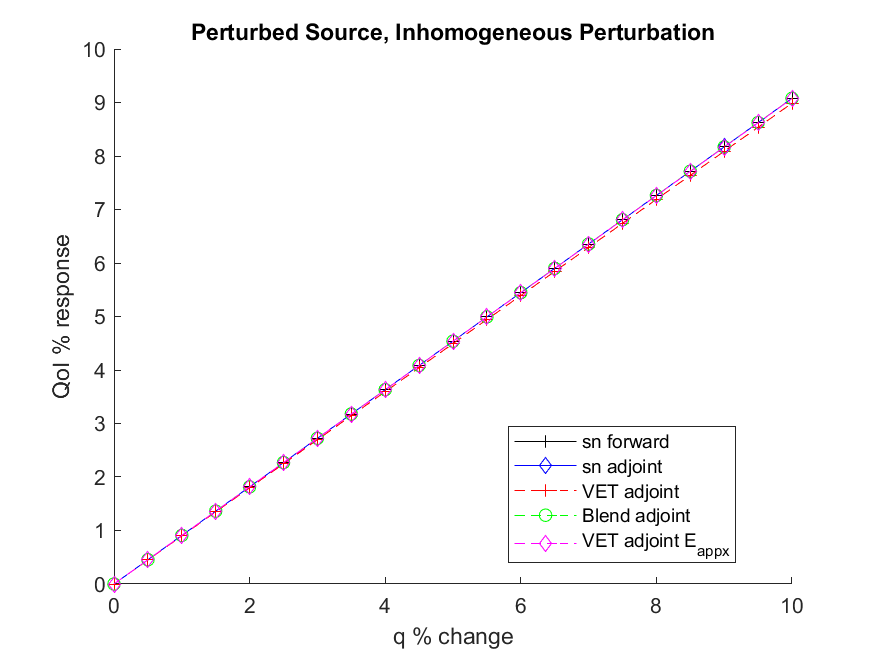 Perturbed Source, Inhomogeneous Perturbation
10
9
8
7
6
5
4
3
2
1
0
QoI % response
sn forward
sn adjoint
VET adjoint
Blend adjoint
VET adjoint E_appx
0 2 4 6 8 10
q % change